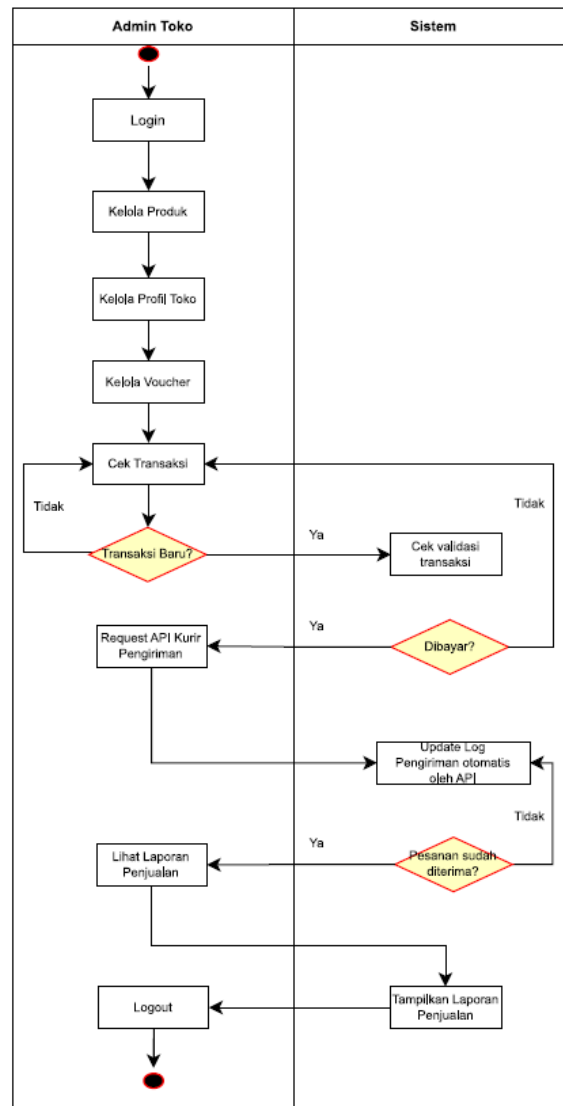 Admin Toko
Sistem
Login
Kelola Produk
Kelola Profil Toko
Kelola Voucher
Cek Transaksi
Tidak
Tidak
Transaksi Baru?
Ya
Cek validasi
transaksi
Request API Kurir
Pengiriman
Ya
Dibayar?
Update Log
Pengiriman otomatis
oleh API
Tidak
Lihat Laporan
Penjualan
Ya
Pesanan sudah
diterima?
Logout
Tampilkan Laporan
Penjualan